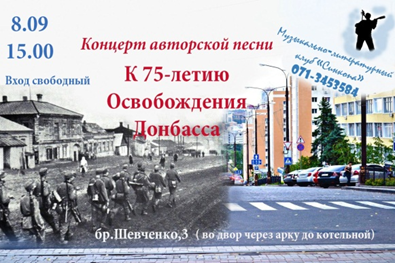 8.09
15.00
Вход свободный
Концерт авторской песни
К 75-летию
Освобождения
Донбасса
Музыкально-литературный
клуб «Синкопа»
071-3453584
бр.Шевченко,3 ( во двор через арку до котельной)